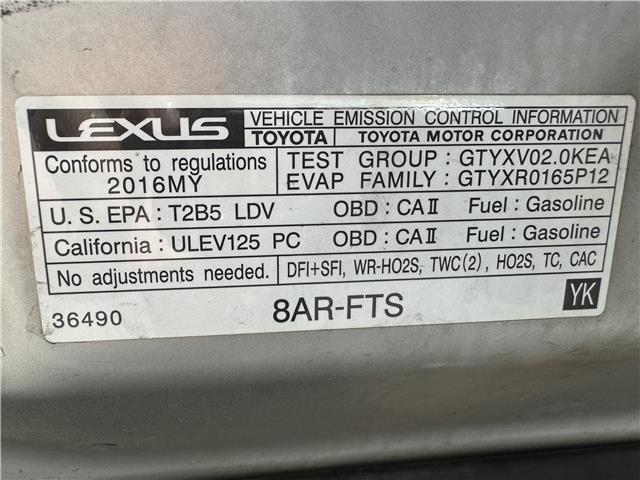 LEXUS VEHICLE EMISSION CONTROL INFORMATION
TOYOTA TOYOTA MOTOR CORPORATION
Conforms to regulations TEST GROUP : GTYXV02.0KEA
2016MY EVAP FAMILY : GTYXR0165P12
U. S. EPA : T2B5 LDV OBD : CAⅡ Fuel : Gasoline
California : ULEV125 PC OBD : CAⅡ Fuel : Gasoline
No adjustments needed. DFI+SFI, WR-HO2S, TWC(2), HO2S, TC, CAC
36490 8AR-FTS YK